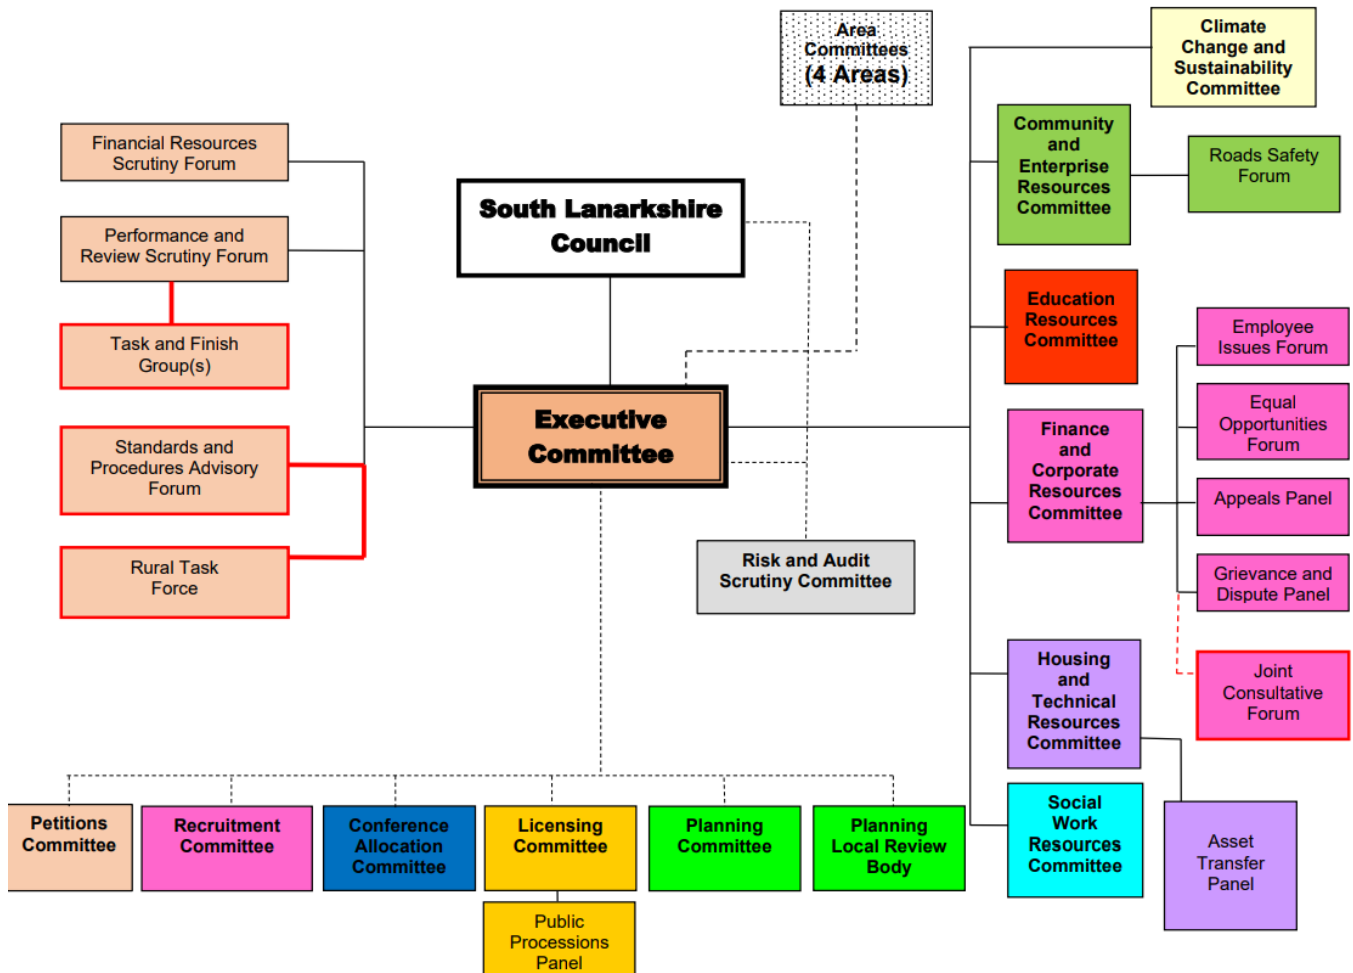 Area
Committees
(4 Areas)
Climate
Change and
Sustainability
Committee
Financial Resources
Scrutiny Forum
Community
and
Enterprise
Resources
Committee
Roads Safety
Forum
South Lanarkshire
Council
Performance and
Review Scrutiny Forum
Education
Resources
Committee
Task and Finish
Group(s)
Employee
Issues Forum
Equal
Opportunities
Forum
Executive
Committee
Finance
and
Corporate
Resources
Committee
Standards and
Procedures Advisory
Forum
Appeals Panel
Risk and Audit
Scrutiny Committee
Rural Task
Force
Grievance and
Dispute Panel
Housing
and
Technical
Resources
Committee
Joint
Consultative
Forum
Petitions
Committee
Recruitment
Committee
Conference
Allocation
Committee
Licensing
Committee
Planning
Committee
Planning
Local Review
Body
Social
Work
Resources
Committee
Asset
Transfer
Panel
Public
Processions
Panel